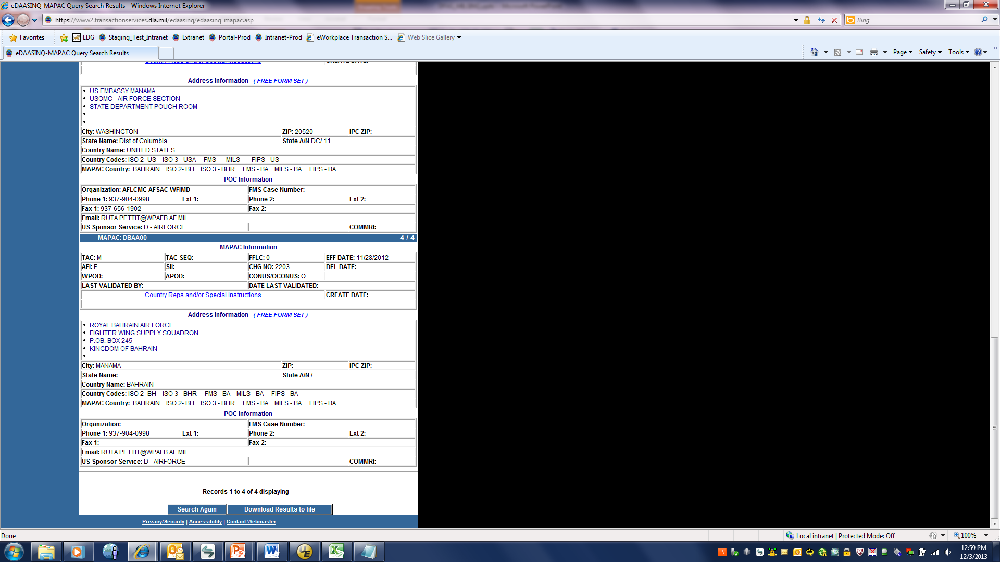 eDAASINQ-MAPAC Query Search Results - Windows Internet Explorer
https://www2.transactionservices.dla.mil/edaasinq/edaasinq_mapac.asp
Bing
Favorites LDG Staging_Test_Intranet Extranet Portal-Prod Intranet-Prod eWorkplace Transaction S... Web Slice Gallery
eDAASINQ-MAPAC Query Search Results
Page Safety Tools
Country Reps and/or Special Instructions CREATE DATE:
Address Information ( FREE FORM SET )
• US EMBASSY MANAMA
• USOMC - AIR FORCE SECTION
• STATE DEPARTMENT POUCH ROOM
•
•
City: WASHINGTON ZIP: 20520 IPC ZIP:
State Name: Dist of Columbia State A/N DC/ 11
Country Name: UNITED STATES
Country Codes: ISO 2- US ISO 3 - USA FMS - MILS - FIPS - US
MAPAC Country: BAHRAIN ISO 2- BH ISO 3 - BHR FMS - BA MILS - BA FIPS - BA
POC Information
Organization: AFLCMC AFSAC WFIMD FMS Case Number:
Phone 1: 937-904-0998 Ext 1: Phone 2: Ext 2:
Fax 1: 937-656-1902 Fax 2:
Email: RUTA.PETTIT@WPAFB.AF.MIL
US Sponsor Service: D - AIRFORCE COMMRI:
MAPAC: DBAA00 4 / 4
MAPAC Information
TAC: M TAC SEQ: FFLC: 0 EFF DATE: 11/28/2012
AFI: F SII: CHG NO: 2203 DEL DATE:
WPOD: APOD: CONUS/OCONUS: O
LAST VALIDATED BY: DATE LAST VALIDATED:
Country Reps and/or Special Instructions CREATE DATE:
Address Information ( FREE FORM SET )
• ROYAL BAHRAIN AIR FORCE
• FIGHTER WING SUPPLY SQUADRON
• P.OB. BOX 245
• KINGDOM OF BAHRAIN
•
City: MANAMA ZIP: IPC ZIP:
State Name: State A/N /
Country Name: BAHRAIN
Country Codes: ISO 2- BH ISO 3 - BHR FMS - BA MILS - BA FIPS - BA
MAPAC Country: BAHRAIN ISO 2- BH ISO 3 - BHR FMS - BA MILS - BA FIPS - BA
POC Information
Organization: FMS Case Number:
Phone 1: 937-904-0998 Ext 1: Phone 2: Ext 2:
Fax 1: Fax 2:
Email: RUTA.PETTIT@WPAFB.AF.MIL
US Sponsor Service: D - AIRFORCE COMMRI:
Records 1 to 4 of 4 displaying
Search Again Download Results to file
Privacy/Security | Accessibility | Contact Webmaster
Done Local intranet | Protected Mode: Off 100%
12:59 PM
12/3/2013